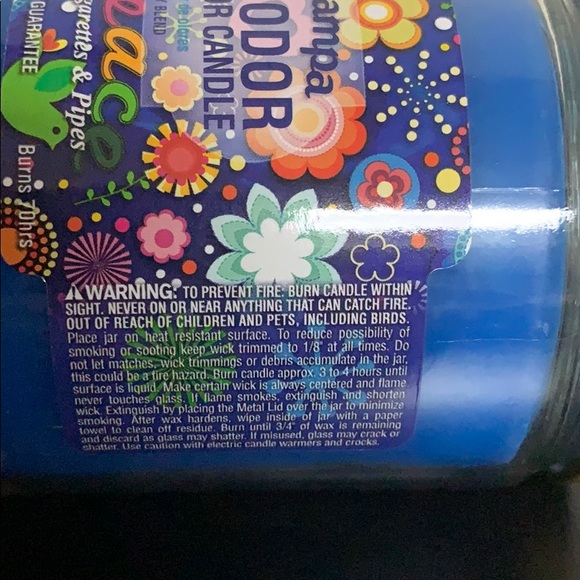 ampa
ODOR
OR CANDLE
BLEND
eace
garettes & Pipes
GUARANTEE
Burns 70hrs
⚠WARNING: TO PREVENT FIRE: BURN CANDLE WITHIN
SIGHT. NEVER ON OR NEAR ANYTHING THAT CAN CATCH FIRE.
OUT OF REACH OF CHILDREN AND PETS, INCLUDING BIRDS.
Place jar on heat resistant surface. To reduce possibility of
smoking or sooting keep wick trimmed to 1/8" at all times. Do
not let matches, wick trimmings or debris accumulate in the jar,
this could be a fire hazard. Burn candle approx. 3 to 4 hours until
surface is liquid. Make certain wick is always centered and flame
never touches glass. If flame smokes, extinguish and shorten
wick. Extinguish by placing the Metal Lid over the jar to minimize
smoking. After wax hardens, wipe inside of jar with a paper
towel to clean off residue. Burn until 3/4" of wax is remaining
and discard as glass may shatter. If misused, glass may crack or
shatter. Use caution with electric candle warmers and crocks.